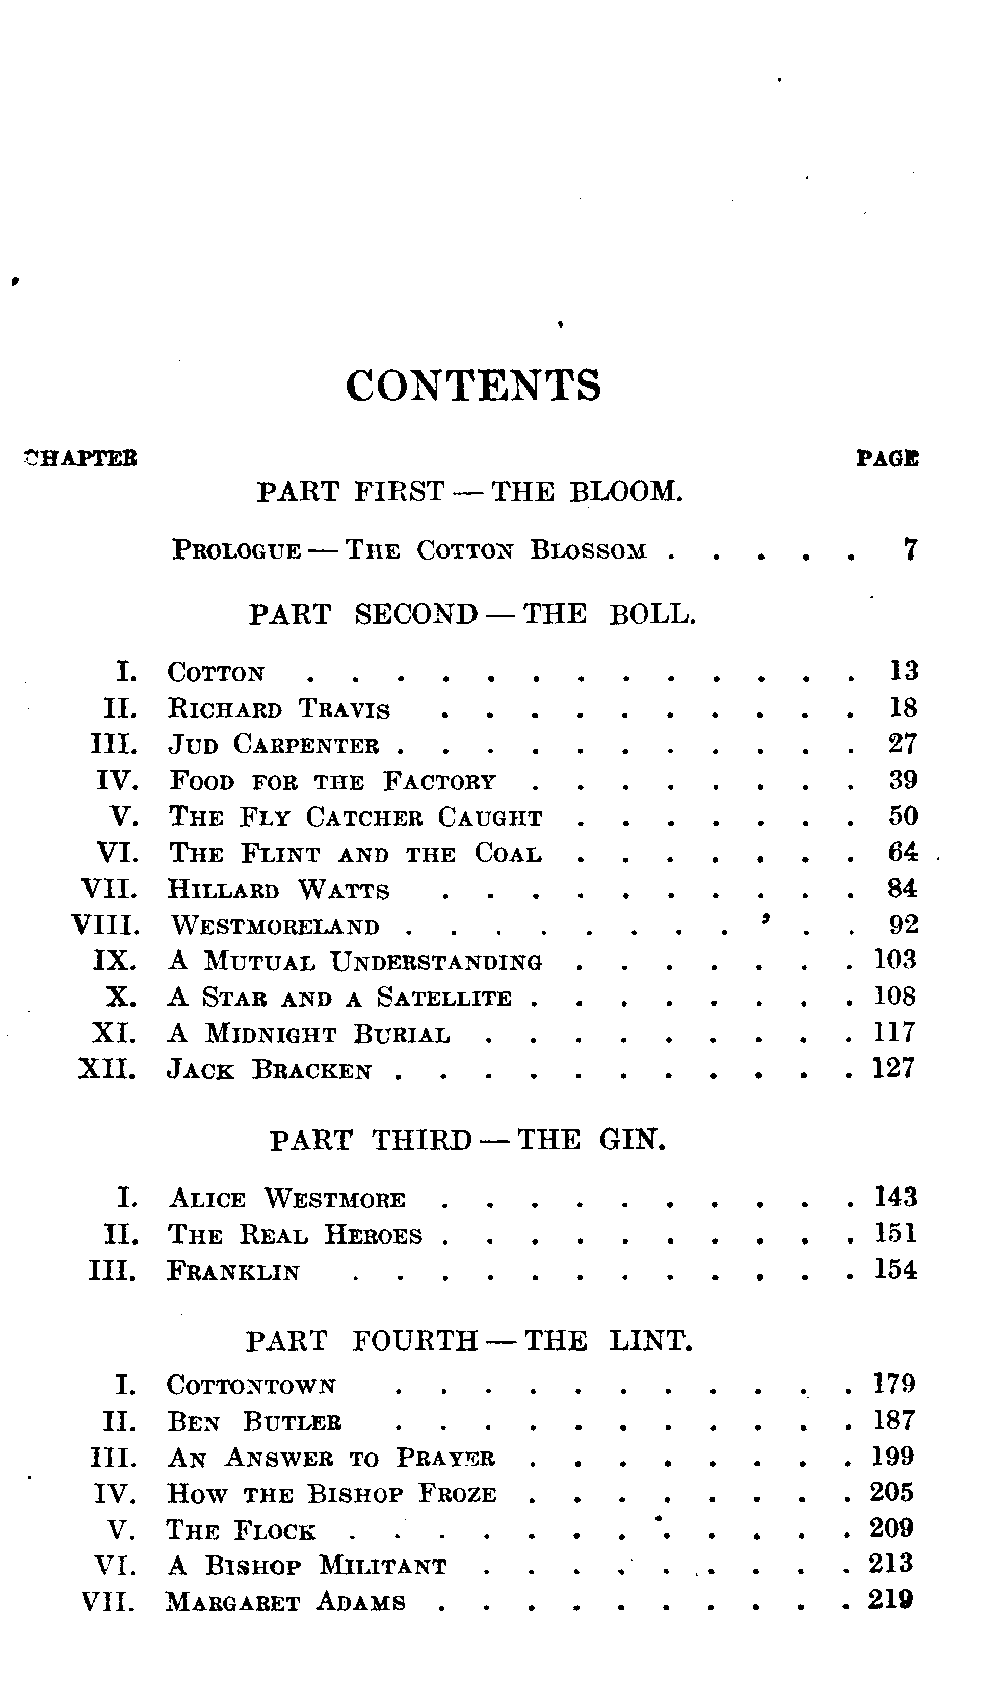 CONTENTS
CHAPTER PAGE
PART FIRST — THE BLOOM.
PROLOGUE — THE COTTON BLOSSOM . . . . . 7
PART SECOND — THE BOLL.
I. COTTON . . . . . . . . . . . . . 13
II. RICHARD TRAVIS . . . . . . . . . . 18
III. JUD CARPENTER . . . . . . . . . . . 27
IV. FOOD FOR THE FACTORY . . . . . . . . 39
V. THE FLY CATCHER CAUGHT . . . . . . . 50
VI. THE FLINT AND THE COAL . . . . . . . 64
VII. HILLARD WATTS . . . . . . . . . . 84
VIII. WESTMORELAND . . . . . . . . . . 92
IX. A MUTUAL UNDERSTANDING . . . . . . . 103
X. A STAR AND A SATELLITE . . . . . . . . 108
XI. A MIDNIGHT BURIAL . . . . . . . . . 117
XII. JACK BRACKEN . . . . . . . . . . . 127
PART THIRD — THE GIN.
I. ALICE WESTMORE . . . . . . . . . . 143
II. THE REAL HEROES . . . . . . . . . . 151
III. FRANKLIN . . . . . . . . . . . . 154
PART FOURTH — THE LINT.
I. COTTONTOWN . . . . . . . . . . . 179
II. BEN BUTLER . . . . . . . . . . . 187
III. AN ANSWER TO PRAYER . . . . . . . . 199
IV. HOW THE BISHOP FROZE . . . . . . . . 205
V. THE FLOCK . . . . . . . . . . . . 209
VI. A BISHOP MILITANT . . . . . . . . . 213
VII. MARGARET ADAMS . . . . . . . . . . 219